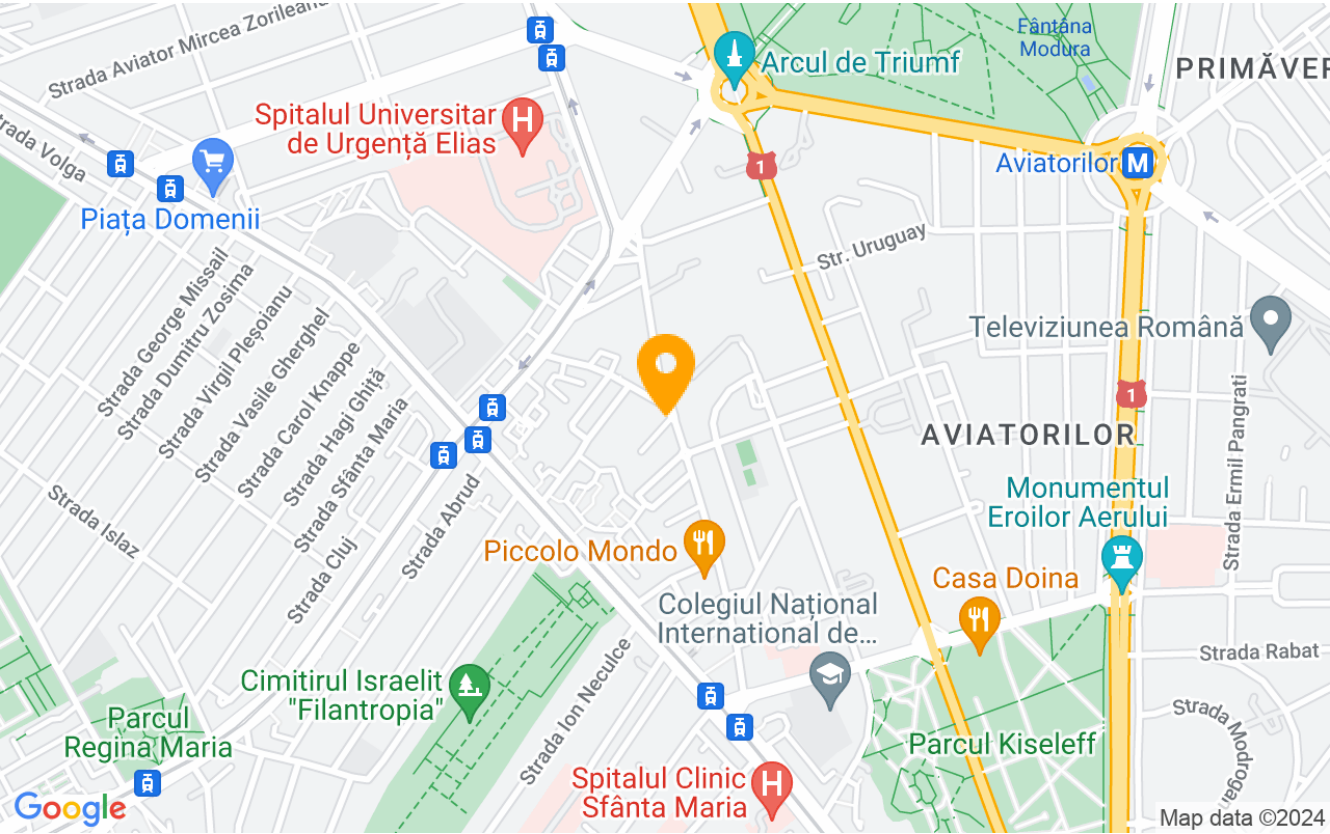 Strada Aviator Mircea Zorileanu
Fântâna
Modura
PRIMĂVER
Arcul de Triumf
Spitalul Universitar
de Urgență Elias
H
1
trada Volga
Aviatorilor
M
Piața Domenii
Str. Uruguay
Strada George Missail
Strada Dumitru Zosima
Strada Virgil Pleșoianu
Strada Vasile Gherghel
Strada Carol Knappe
Strada Hagi Ghiță
Strada Sfânta Maria
Televiziunea Română
1
AVIATORILOR
Strada Ermil Pangrati
Strada Islaz
Strada Cluj
Strada Abrud
Monumentul
Eroilor Aerului
Piccolo Mondo
Casa Doina
Colegiul Național
International de...
Strada Ion Neculce
Strada Rabat
Cimitirul Israelit
"Filantropia"
Parcul
Regina Maria
Parcul Kiseleff
Spitalul Clinic
Sfânta Maria
H
Google
Map data ©2024